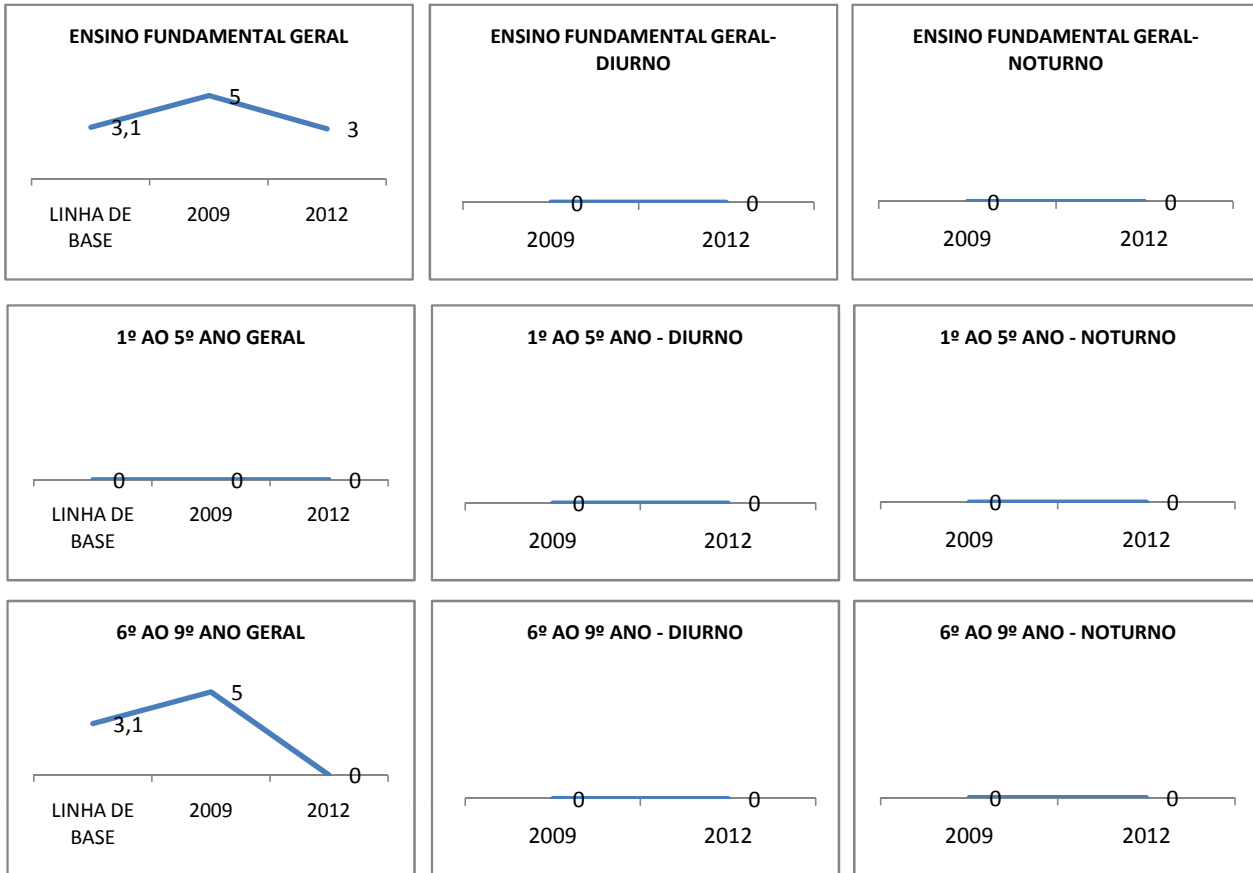 ENSINO FUNDAMENTAL GERAL
5
3,1
3
LINHA DE
BASE
2009
2012
ENSINO FUNDAMENTAL GERAL-
DIURNO
0
0
2009
2012
ENSINO FUNDAMENTAL GERAL-
NOTURNO
0
0
2009
2012
1º AO 5º ANO GERAL
0
0
0
LINHA DE
BASE
2009
2012
1º AO 5º ANO - DIURNO
0
0
2009
2012
1º AO 5º ANO - NOTURNO
0
0
2009
2012
6º AO 9º ANO GERAL
5
3,1
0
LINHA DE
BASE
2009
2012
6º AO 9º ANO - DIURNO
0
0
2009
2012
6º AO 9º ANO - NOTURNO
0
0
2009
2012